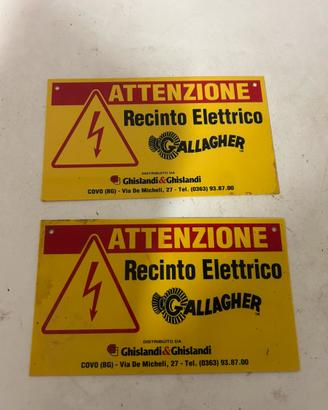 ATTENZIONE
Recinto Elettrico
GALLAGHER
DISTRIBUITO DA
Ghislandi&Ghislandi
COVO (BG) - Via De Micheli, 27 - Tel. (0363) 93.87.00
ATTENZIONE
Recinto Elettrico
GALLAGHER
DISTRIBUITO DA
Ghislandi&Ghislandi
COVO (BG) - Via De Micheli, 27 - Tel. (0363) 93.87.00